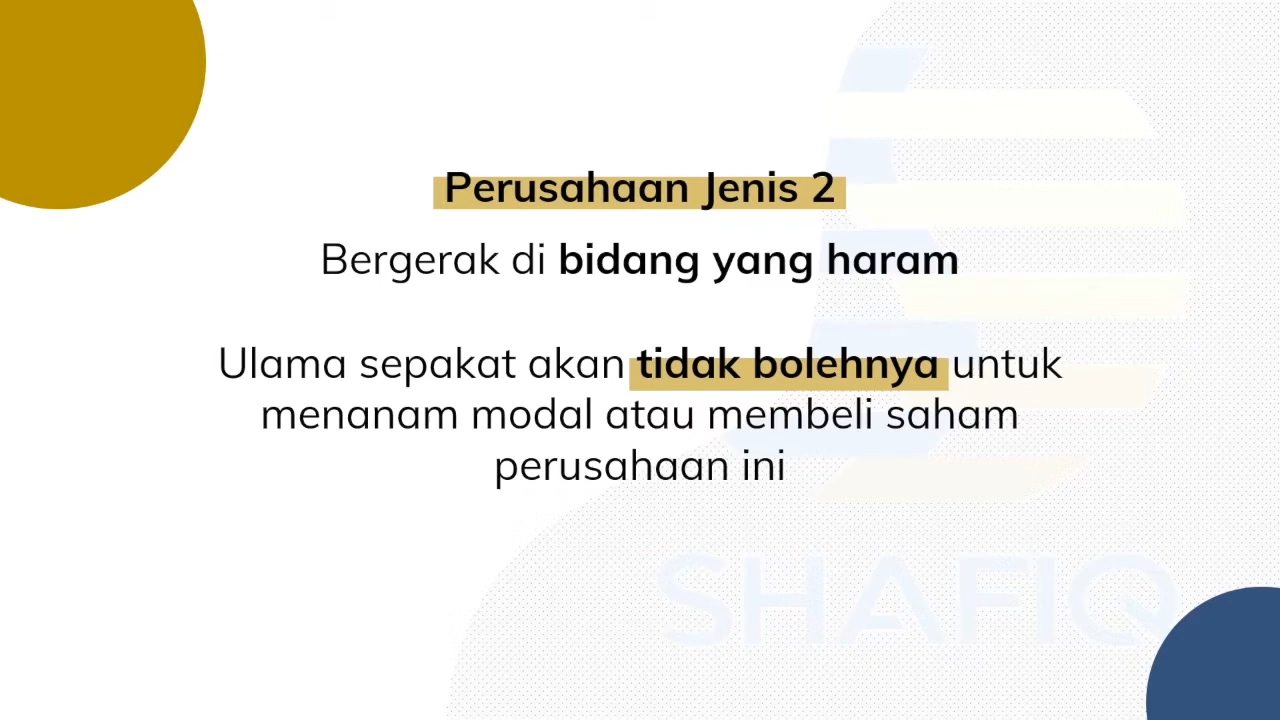 Perusahaan Jenis 2
Bergerak di bidang yang haram
Ulama sepakat akan tidak bolehnya untuk
menanam modal atau membeli saham
perusahaan ini
SHAFIQ